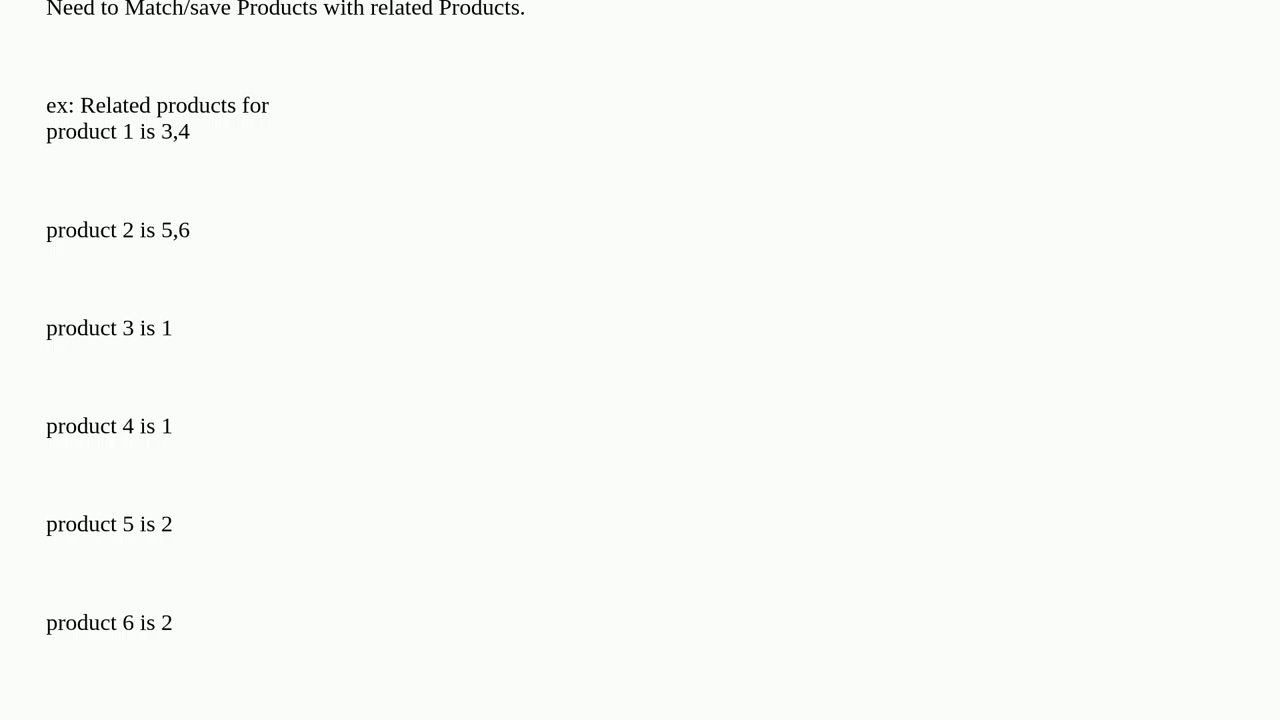 Need to Match/save Products with related Products.
ex: Related products for
product 1 is 3,4
product 2 is 5,6
product 3 is 1
product 4 is 1
product 5 is 2
product 6 is 2